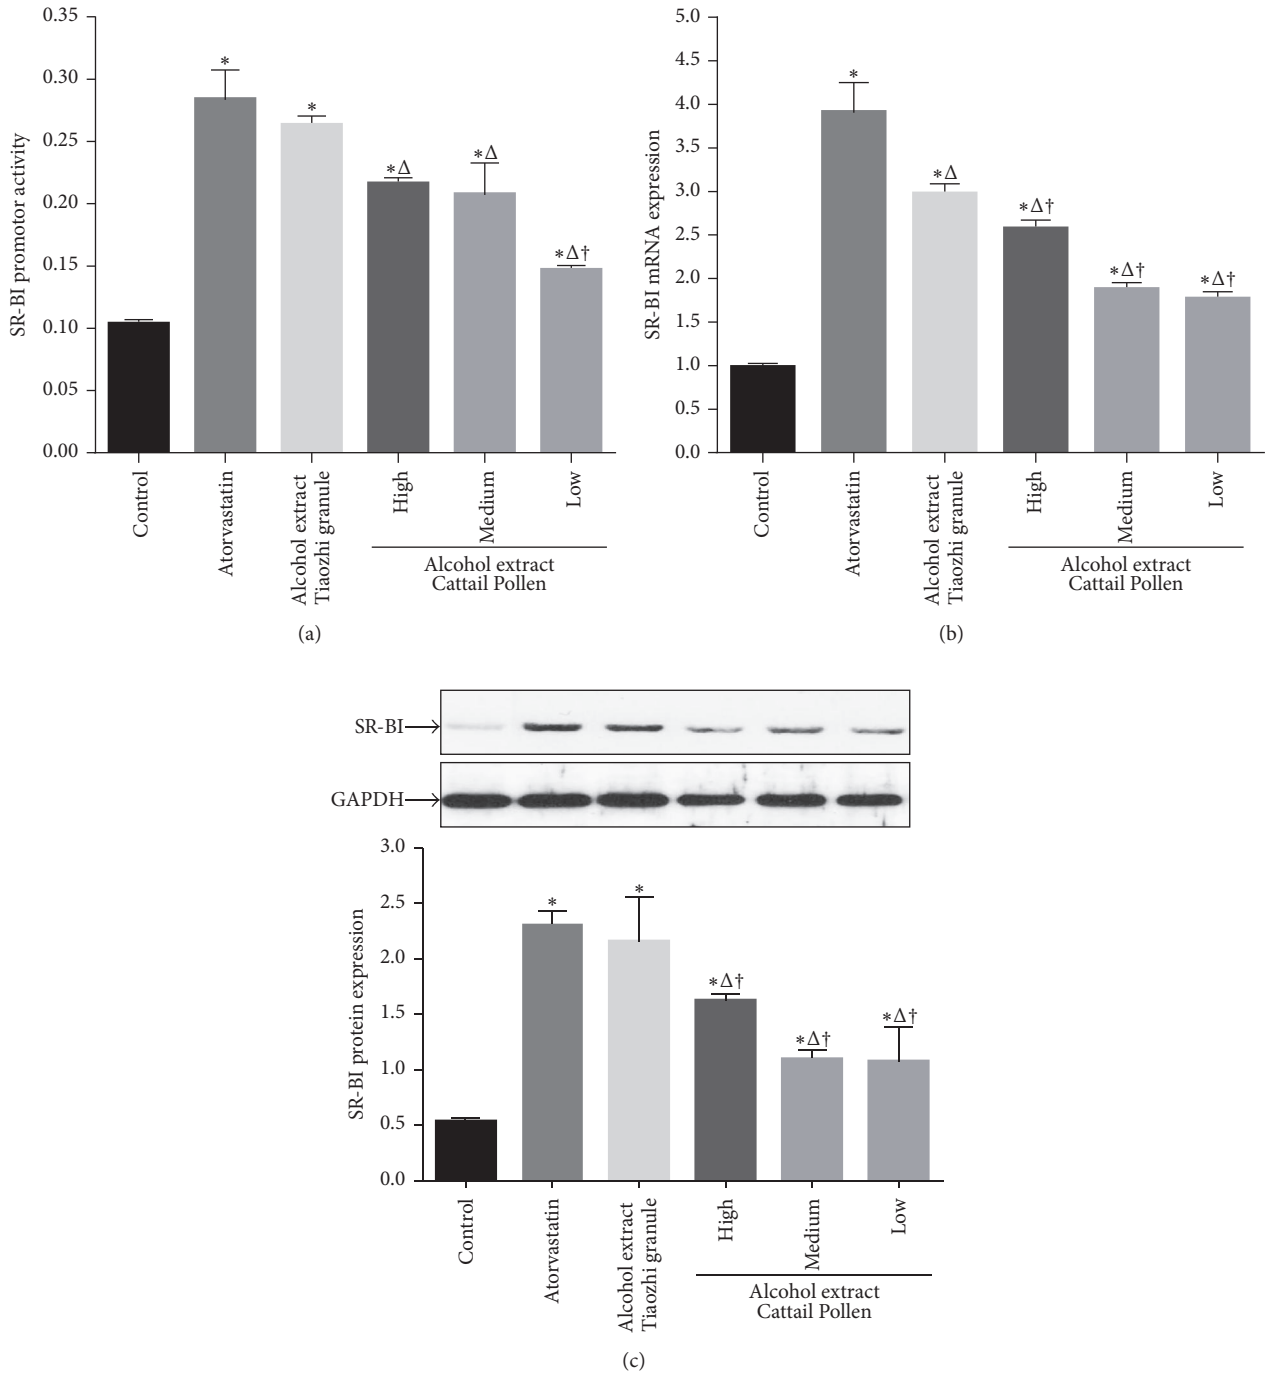 SR-BI promotor activity
0.35
0.30
0.25
0.20
0.15
0.10
0.05
0.00
*
*
*Δ
*Δ
*Δ†
Control
Atorvastatin
Alcohol extract
Tiaozhi granule
High
Medium
Low
Alcohol extract
Cattail Pollen
(a)
SR-BI mRNA expression
5.0
4.5
4.0
3.5
3.0
2.5
2.0
1.5
1.0
0.5
0.0
*
*Δ
*Δ†
*Δ†
*Δ†
Control
Atorvastatin
Alcohol extract
Tiaozhi granule
High
Medium
Low
Alcohol extract
Cattail Pollen
(b)
SR-BI
GAPDH
SR-BI protein expression
3.0
2.5
2.0
1.5
1.0
0.5
0.0
*
*
*Δ†
*Δ†
*Δ†
Control
Atorvastatin
Alcohol extract
Tiaozhi granule
High
Medium
Low
Alcohol extract
Cattail Pollen
(c)